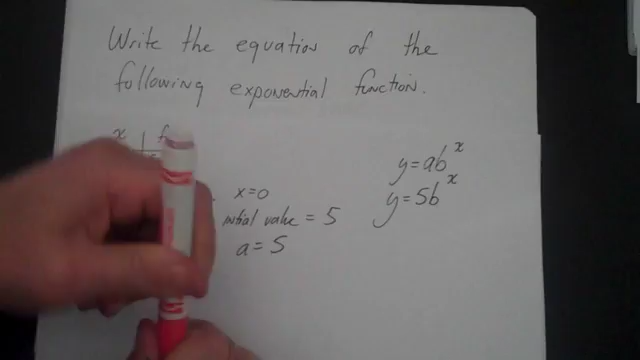 Write the equation of the
following exponential function.
x f
x=0
initial value = 5
a = 5
y = ab^x
y = 5b^x